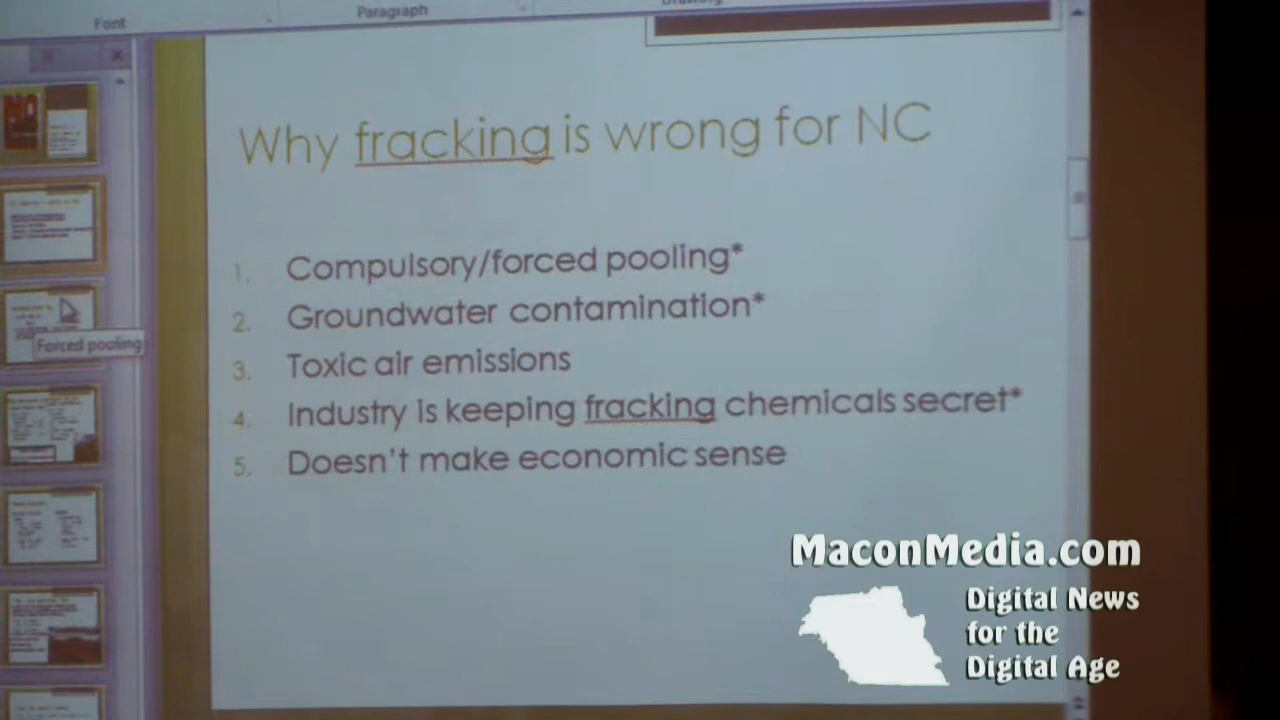 Font
Paragraph
Why fracking is wrong for NC
1. Compulsory/forced pooling*
2. Groundwater contamination*
3. Toxic air emissions
4. Industry is keeping fracking chemicals secret*
5. Doesn't make economic sense
Forced pooling
MaconMedia.com
Digital News
for the
Digital Age